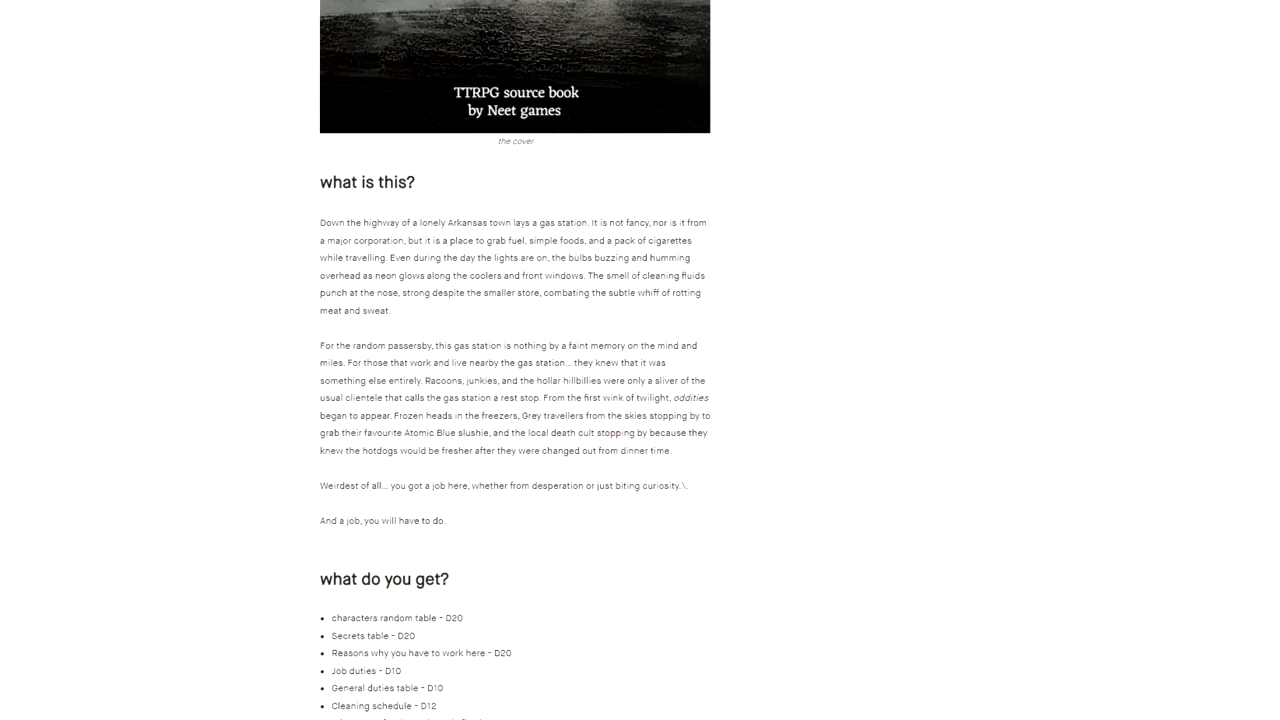 TTRPG source book
by Neet games
the cover
what is this?
Down the highway of a lonely Arkansas town lays a gas station. It is not fancy, nor is it from
a major corporation, but it is a place to grab fuel, simple foods, and a pack of cigarettes
while travelling. Even during the day the lights are on, the bulbs buzzing and humming
overhead as neon glows along the coolers and front windows. The smell of cleaning fluids
punch at the nose, strong despite the smaller store, combating the subtle whiff of rotting
meat and sweat.
For the random passersby, this gas station is nothing by a faint memory on the mind and
miles. For those that work and live nearby the gas station... they knew that it was
something else entirely. Racoons, junkies, and the hollar hillbillies were only a sliver of the
usual clientele that calls the gas station a rest stop. From the first wink of twilight, oddities
began to appear. Frozen heads in the freezers, Grey travellers from the skies stopping by to
grab their favourite Atomic Blue slushie, and the local death cult stopping by because they
knew the hotdogs would be fresher after they were changed out from dinner time.
Weirdest of all... you got a job here, whether from desperation or just biting curiosity.\.
And a job, you will have to do.
what do you get?
• characters random table - D20
• Secrets table - D20
• Reasons why you have to work here - D20
• Job duties - D10
• General duties table - D10
• Cleaning schedule - D12